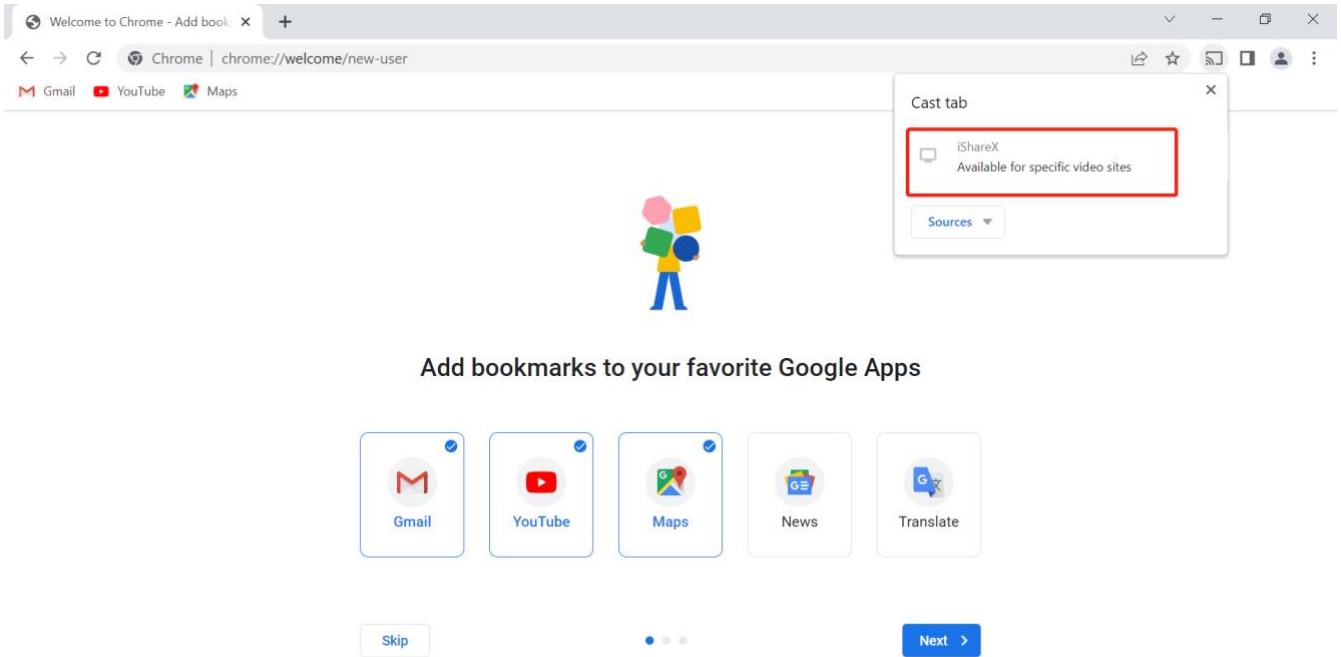 Welcome to Chrome - Add book
Chrome | chrome://welcome/new-user
Gmail YouTube Maps
Cast tab
iShareX
Available for specific video sites
Sources
Add bookmarks to your favorite Google Apps
Gmail YouTube Maps News Translate
Skip Next